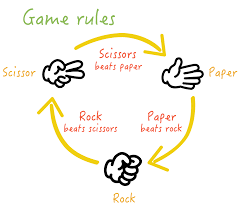 Game rules
Scissors
beats paper
Scissor
Paper
Rock
beats scissors
Paper
beats rock
Rock